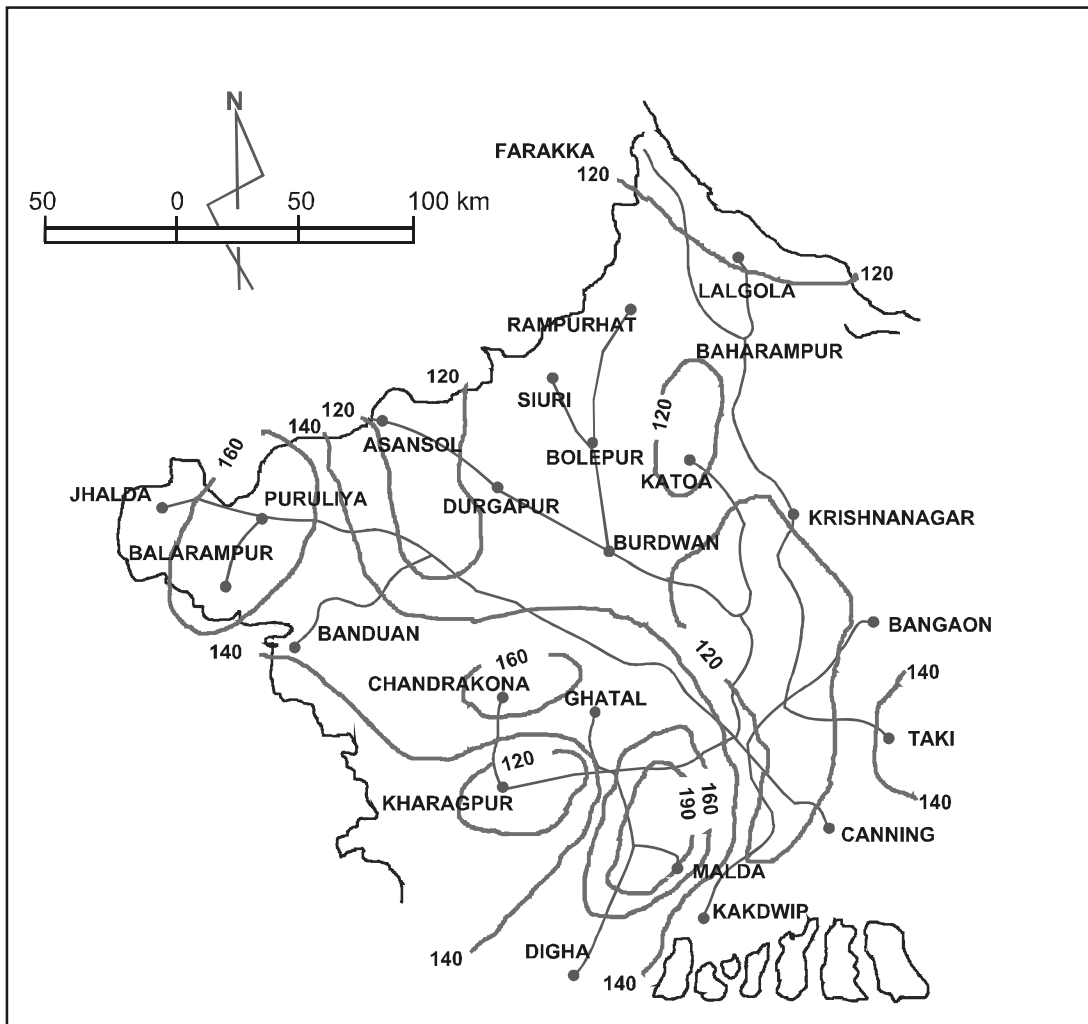 N
50 0 50 100 km
FARAKKA
120
120
LALGOLA
RAMPURHAT
BAHARAMPUR
120
SIURI
120
120
140
ASANSOL
BOLEPUR
KATOA
160
JHALDA
PURULIYA
DURGAPUR
KRISHNANAGAR
BALARAMPUR
BURDWAN
BANDUAN
BANGAON
140
120
160
140
CHANDRAKONA
GHATAL
TAKI
120
160
190
140
KHARAGPUR
CANNING
MALDA
KAKDWIP
DIGHA
140
140